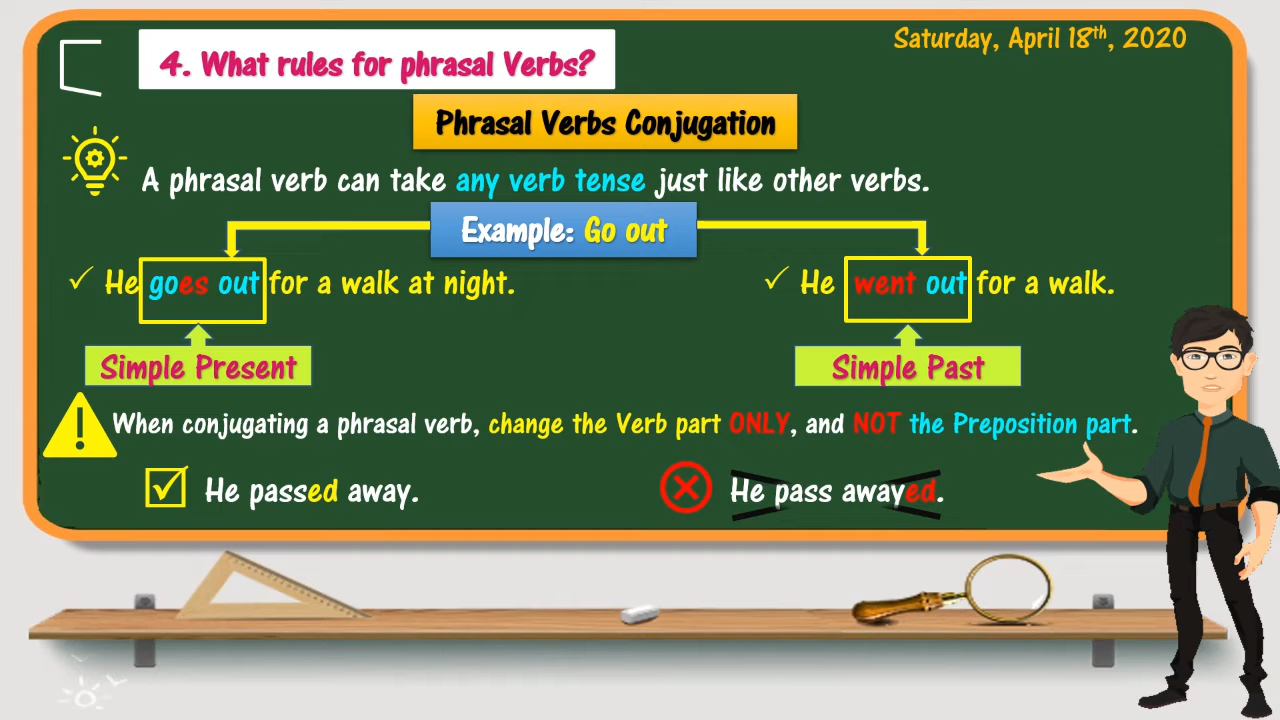 Saturday, April 18th, 2020
4. What rules for phrasal Verbs?
Phrasal Verbs Conjugation
A phrasal verb can take any verb tense just like other verbs.
Example: Go out
He goes out for a walk at night.
He went out for a walk.
Simple Present
Simple Past
When conjugating a phrasal verb, change the Verb part ONLY, and NOT the Preposition part.
He passed away.
He pass awayed.